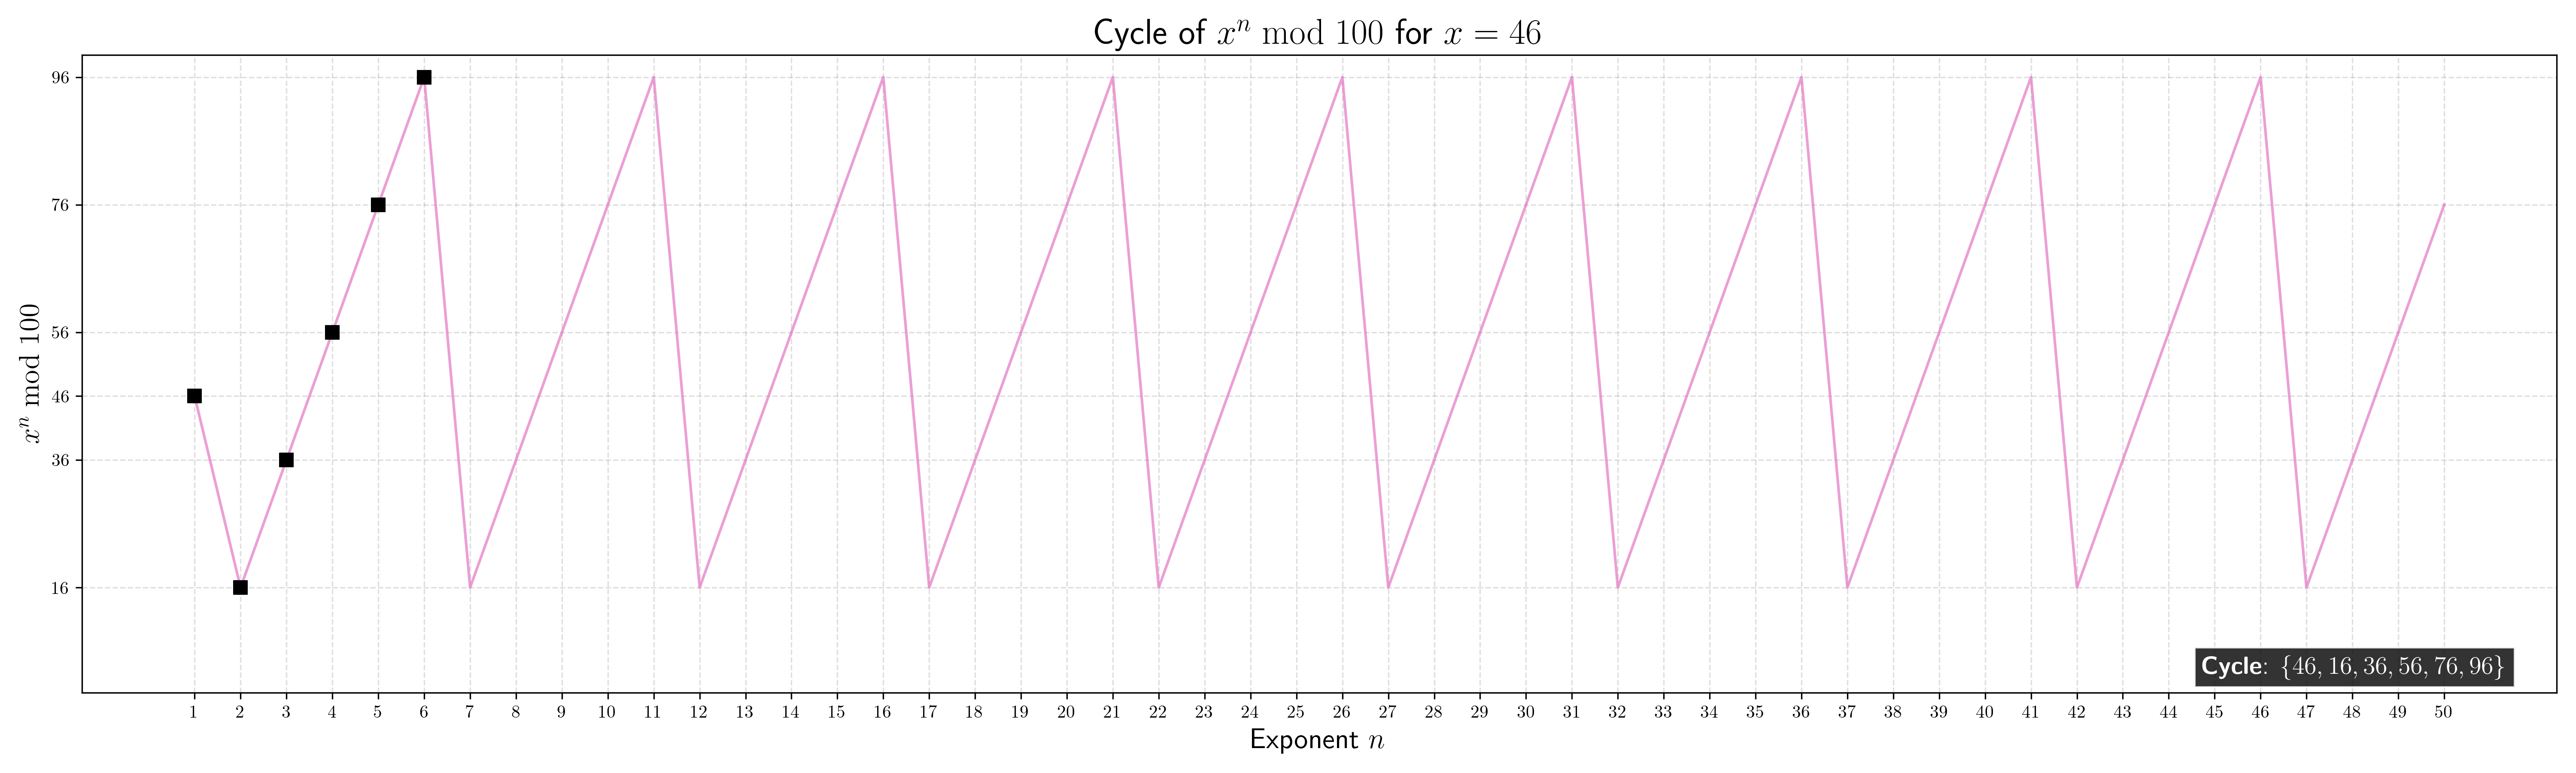 Cycle of xⁿ mod 100 for x = 46
xⁿ mod 100
96
76
56
46
36
16
Cycle: {46, 16, 36, 56, 76, 96}
1 2 3 4 5 6 7 8 9 10 11 12 13 14 15 16 17 18 19 20 21 22 23 24 25 26 27 28 29 30 31 32 33 34 35 36 37 38 39 40 41 42 43 44 45 46 47 48 49 50
Exponent n